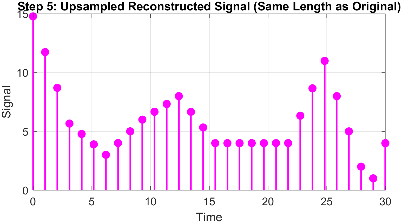 Step 5: Upsampled Reconstructed Signal (Same Length as Original)
15
10
5
0
Signal
0 5 10 15 20 25 30
Time